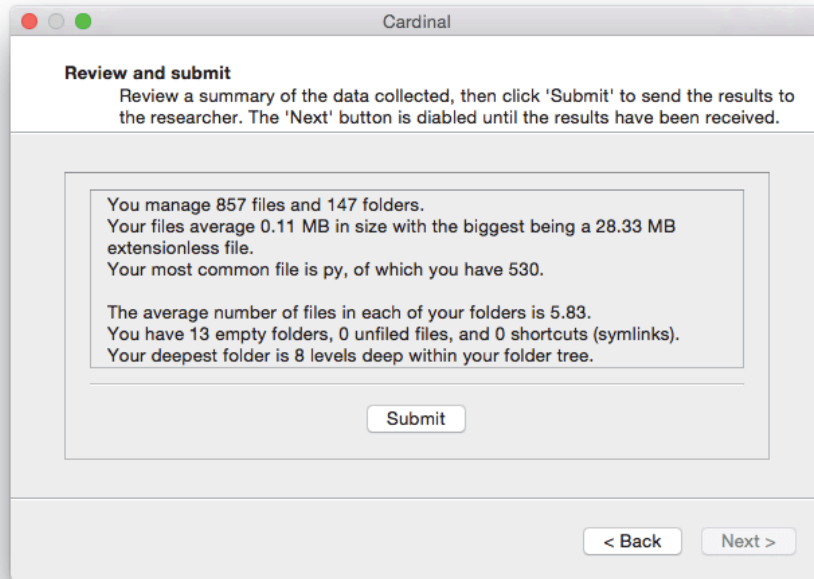 Cardinal
Review and submit
Review a summary of the data collected, then click 'Submit' to send the results to
the researcher. The 'Next' button is diabled until the results have been received.
You manage 857 files and 147 folders.
Your files average 0.11 MB in size with the biggest being a 28.33 MB
extensionless file.
Your most common file is py, of which you have 530.
The average number of files in each of your folders is 5.83.
You have 13 empty folders, 0 unfiled files, and 0 shortcuts (symlinks).
Your deepest folder is 8 levels deep within your folder tree.
Submit
< Back
Next >